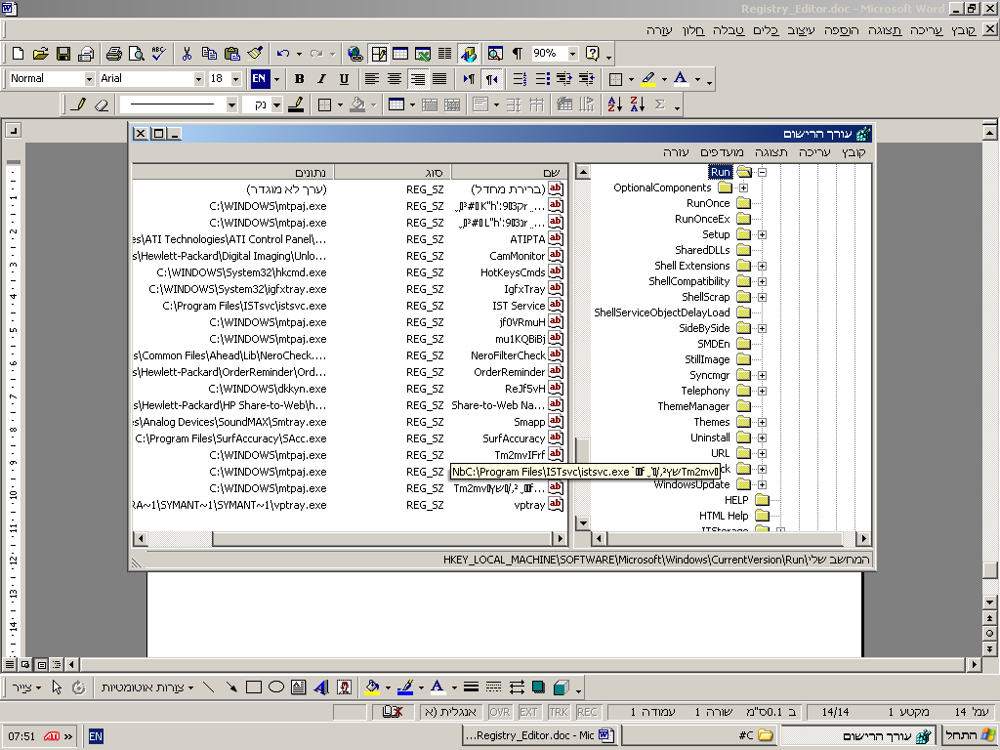 Registry_Editor.doc - Microsoft Word
קובץ עריכה תצוגה הוספה עיצוב כלים טבלה חלון עזרה
90%
Normal Arial 18 EN B I U
נק
עורך הרישום
קובץ עריכה תצוגה מועדפים עזרה
שם סוג נתונים
(ברירת מחדל) REG_SZ (ערך לא מוגדר)
REG_SZ C:\WINDOWS\mtpaj.exe
REG_SZ C:\WINDOWS\mtpaj.exe
ATIPTA REG_SZ es\ATI Technologies\ATI Control Panel\...
CamMonitor REG_SZ s\Hewlett-Packard\Digital Imaging\Unlo...
HotKeysCmds REG_SZ C:\WINDOWS\System32\hkcmd.exe
IgfxTray REG_SZ C:\WINDOWS\System32\igfxtray.exe
IST Service REG_SZ C:\Program Files\ISTsvc\istsvc.exe
jf0VRmuH REG_SZ C:\WINDOWS\mtpaj.exe
mu1KQBiBj REG_SZ C:\WINDOWS\mtpaj.exe
NeroFilterCheck REG_SZ s\Common Files\Ahead\Lib\NeroCheck....
OrderReminder REG_SZ s\Hewlett-Packard\OrderReminder\Ord...
ReJf5vH REG_SZ C:\WINDOWS\dkkyn.exe
Share-to-Web Na... REG_SZ s\Hewlett-Packard\HP Share-to-Web\h...
Smapp REG_SZ es\Analog Devices\SoundMAX\Smtray.exe
SurfAccuracy REG_SZ C:\Program Files\SurfAccuracy\SAcc.exe
Tm2mvIFrf REG_SZ C:\WINDOWS\mtpaj.exe
NbC:\Program Files\ISTsvc\istsvc.exe REG_SZ C:\WINDOWS\mtpaj.exe
REG_SZ C:\WINDOWS\mtpaj.exe
vptray REG_SZ RA~1\SYMANT~1\SYMANT~1\vptray.exe
Run
OptionalComponents
RunOnce
RunOnceEx
Setup
SharedDLLs
Shell Extensions
ShellCompatibility
ShellScrap
ShellServiceObjectDelayLoad
SideBySide
SMDEn
StillImage
Syncmgr
Telephony
ThemeManager
Themes
Uninstall
URL
WindowsUpdate
HELP
HTML Help
ITStorage
המחשב שלי\HKEY_LOCAL_MACHINE\SOFTWARE\Microsoft\Windows\CurrentVersion\Run
צייר צורות אוטומטיות
עמ' 14 מקטע 1 14/14 ב 0.1ס"מ שורה 1 עמודה 1 REC TRK EXT OVR אנגלית (א
התחל עורך הרישום C# Registry_Editor.doc - Mic... EN 07:51